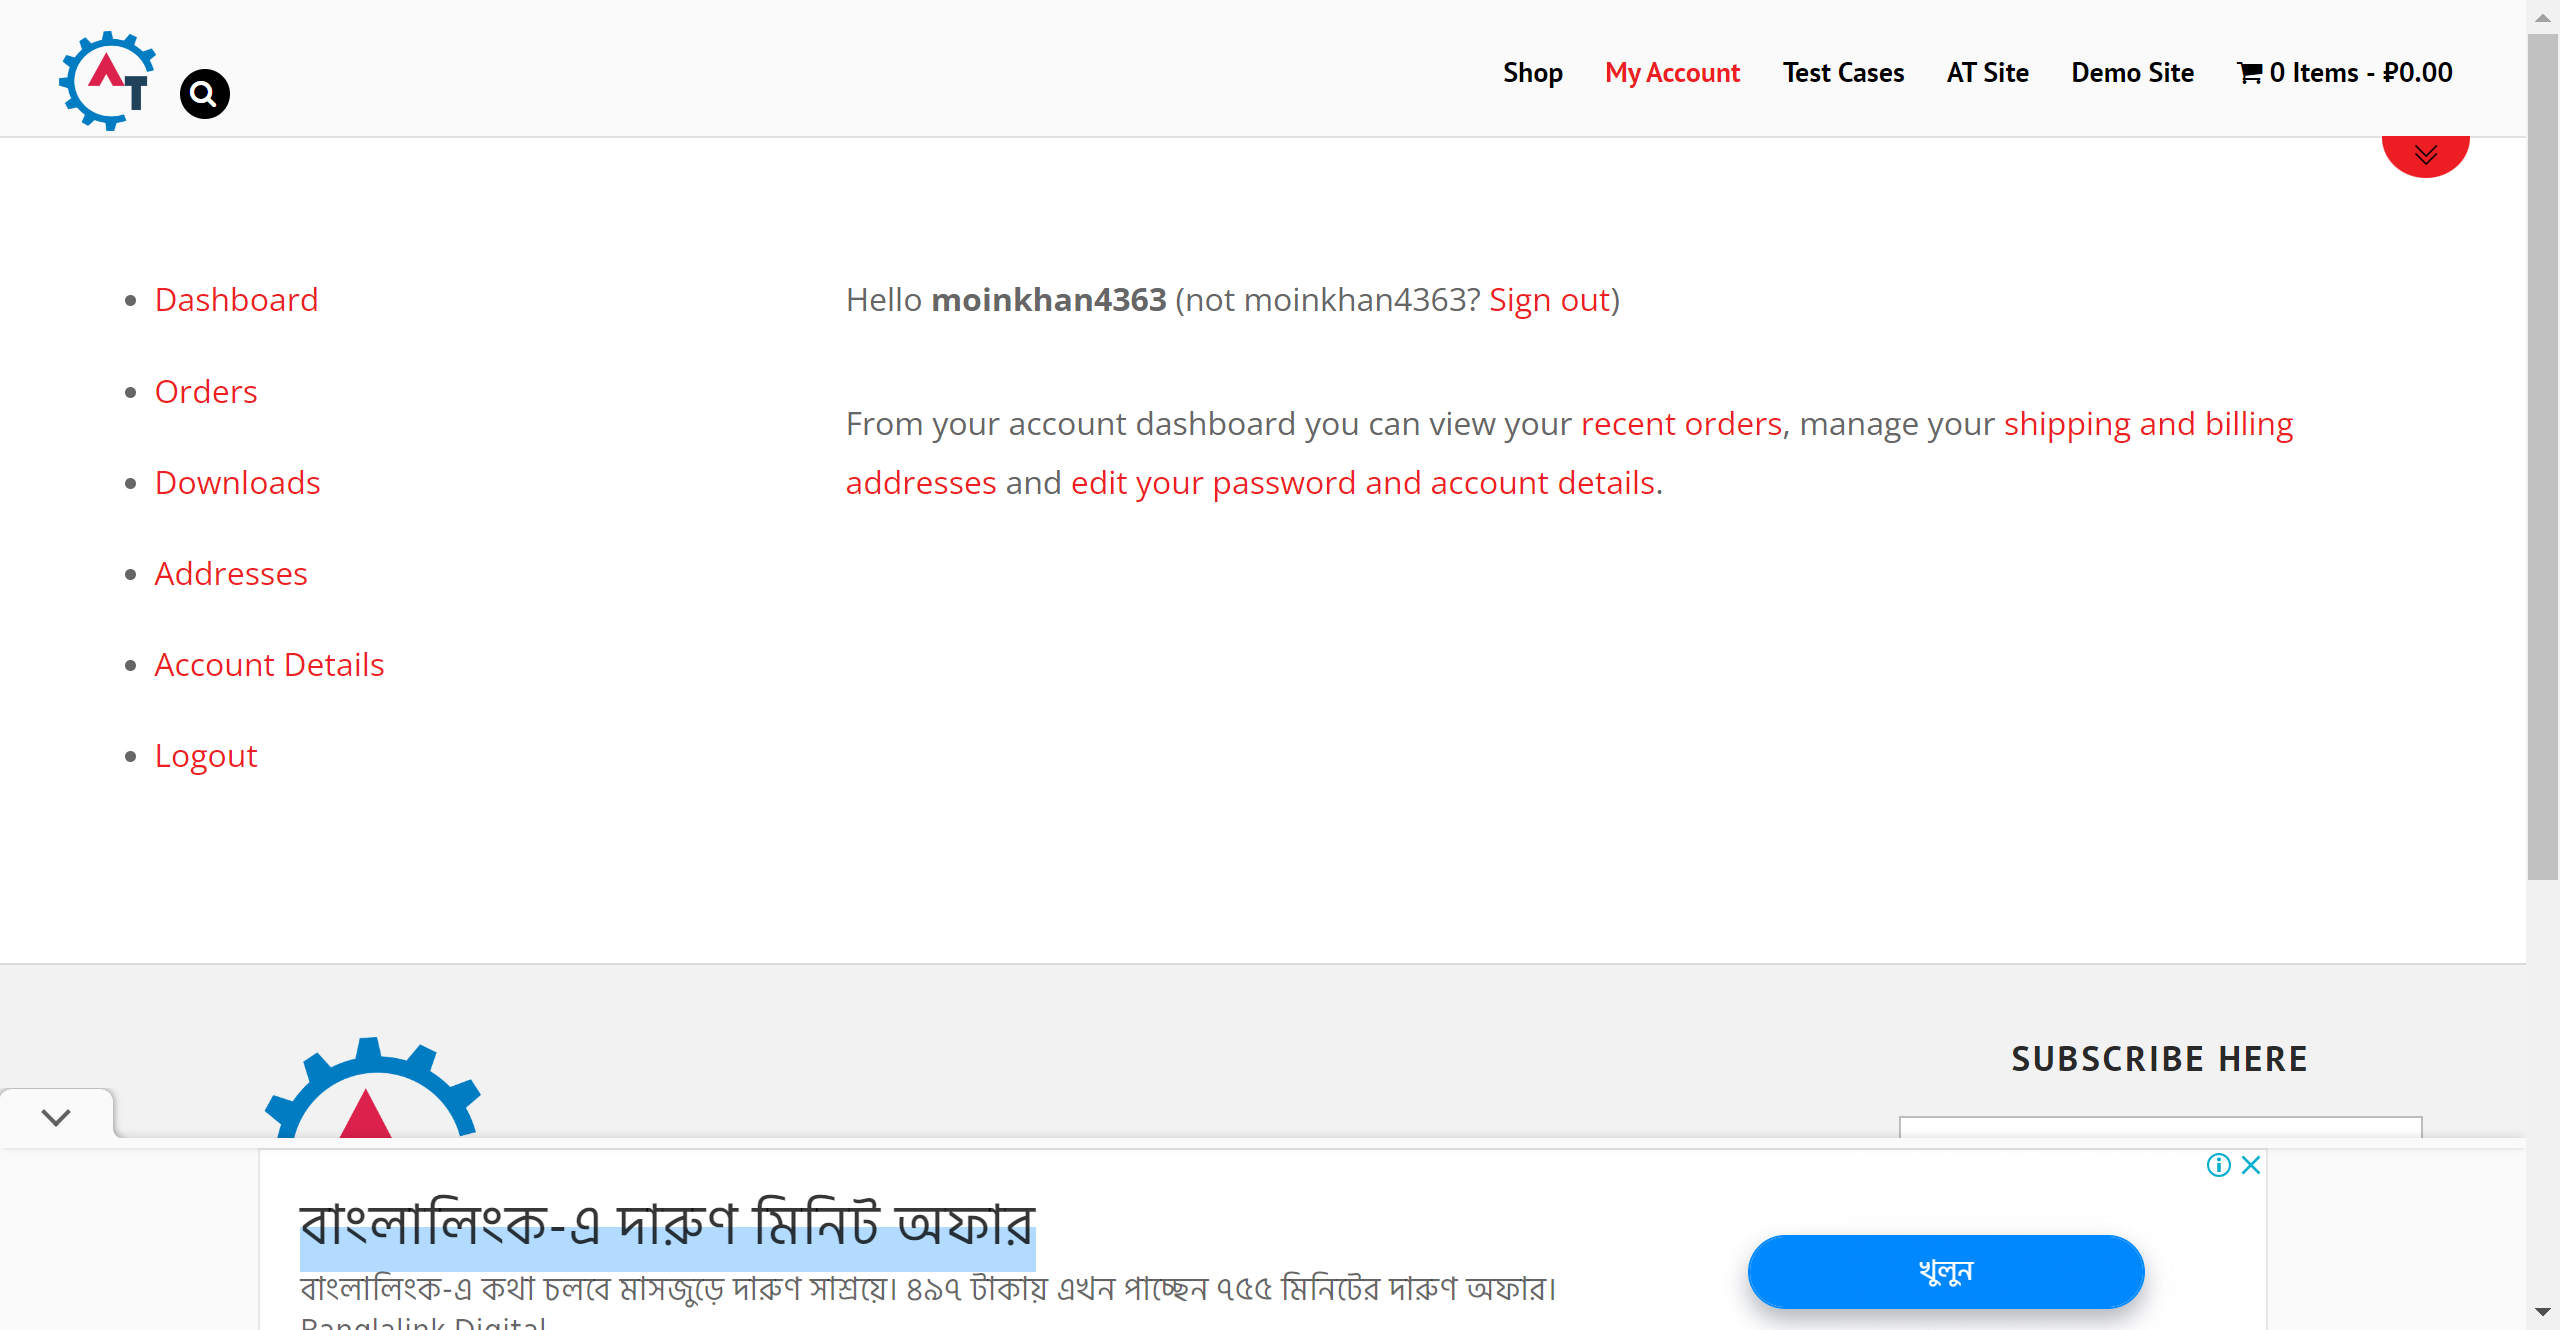 AT
Shop My Account Test Cases AT Site Demo Site 0 Items - ₽0.00
Dashboard
Orders
Downloads
Addresses
Account Details
Logout
Hello moinkhan4363 (not moinkhan4363? Sign out)
From your account dashboard you can view your recent orders, manage your shipping and billing
addresses and edit your password and account details.
SUBSCRIBE HERE
বাংলালিংক-এ দারুণ মিনিট অফার
বাংলালিংক-এ কথা চলবে মাসজুড়ে দারুণ সাশ্রয়ে। ৪৯৭ টাকায় এখন পাচ্ছেন ৭৫৫ মিনিটের দারুণ অফার।
Banglalink Digital
খুলুন